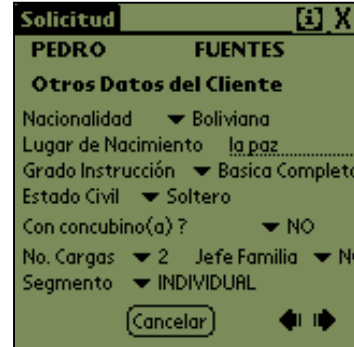 Solicitud i X
PEDRO FUENTES
Otros Datos del Cliente
Nacionalidad Boliviana
Lugar de Nacimiento la paz
Grado Instrucción Basica Complet
Estado Civil Soltero
Con concubino(a) ? NO
No. Cargas 2 Jefe Familia
Segmento INDIVIDUAL
Cancelar